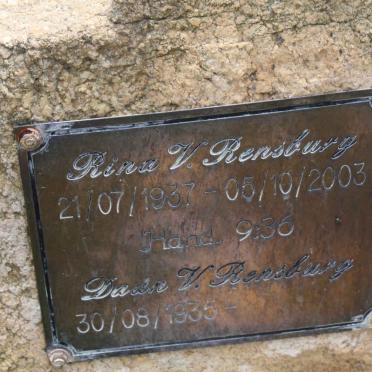 Rina V. Rensburg
21/07/1937 - 05/10/2003
Hand. 9:36
Daan V. Rensburg
30/08/1935 -